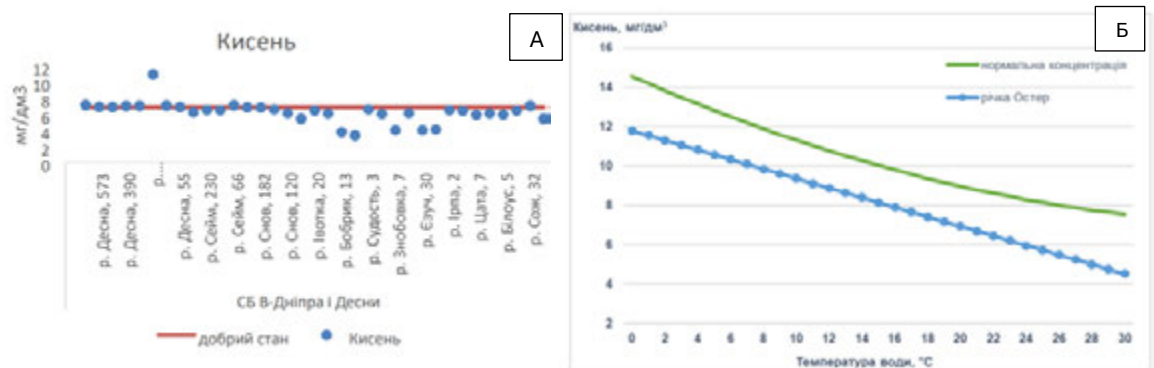 А
Кисень
мг/дм3
12
10
8
6
4
2
0
р. Десна, 573
р. Десна, 390
р....
р. Десна, 55
р. Сейм, 230
р. Сейм, 66
р. Снов, 182
р. Снов, 120
р. Івотка, 20
р. Бобрик, 13
р. Судость, 3
р. Знобовка, 7
р. Єзуч, 30
р. Ірпа, 2
р. Цата, 7
р. Білоус, 5
р. Сож, 32
СБ В-Дніпра і Десни
добрий стан
Кисень
Б
Кисень, мг/дм³
16
14
12
10
8
6
4
2
нормальна концентрація
річка Остер
0 2 4 6 8 10 12 14 16 18 20 22 24 26 28 30
Температура води, °С